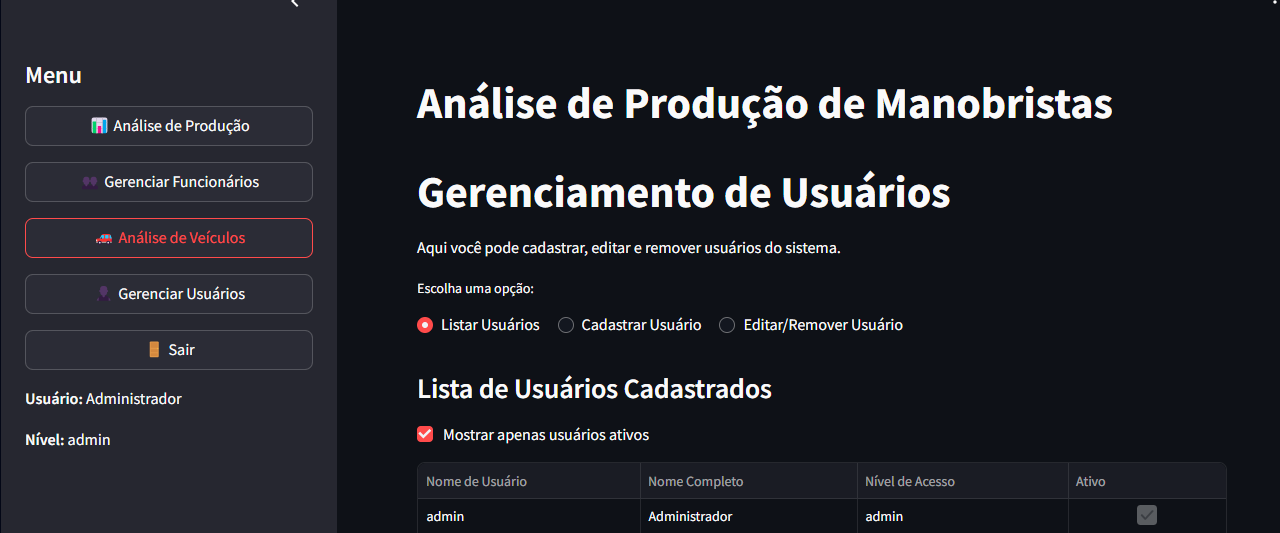 Menu
Análise de Produção
Gerenciar Funcionários
Análise de Veículos
Gerenciar Usuários
Sair
Usuário: Administrador
Nível: admin
Análise de Produção de Manobristas
Gerenciamento de Usuários
Aqui você pode cadastrar, editar e remover usuários do sistema.
Escolha uma opção:
Listar Usuários Cadastrar Usuário Editar/Remover Usuário
Lista de Usuários Cadastrados
Mostrar apenas usuários ativos
Nome de Usuário Nome Completo Nível de Acesso Ativo
admin Administrador admin